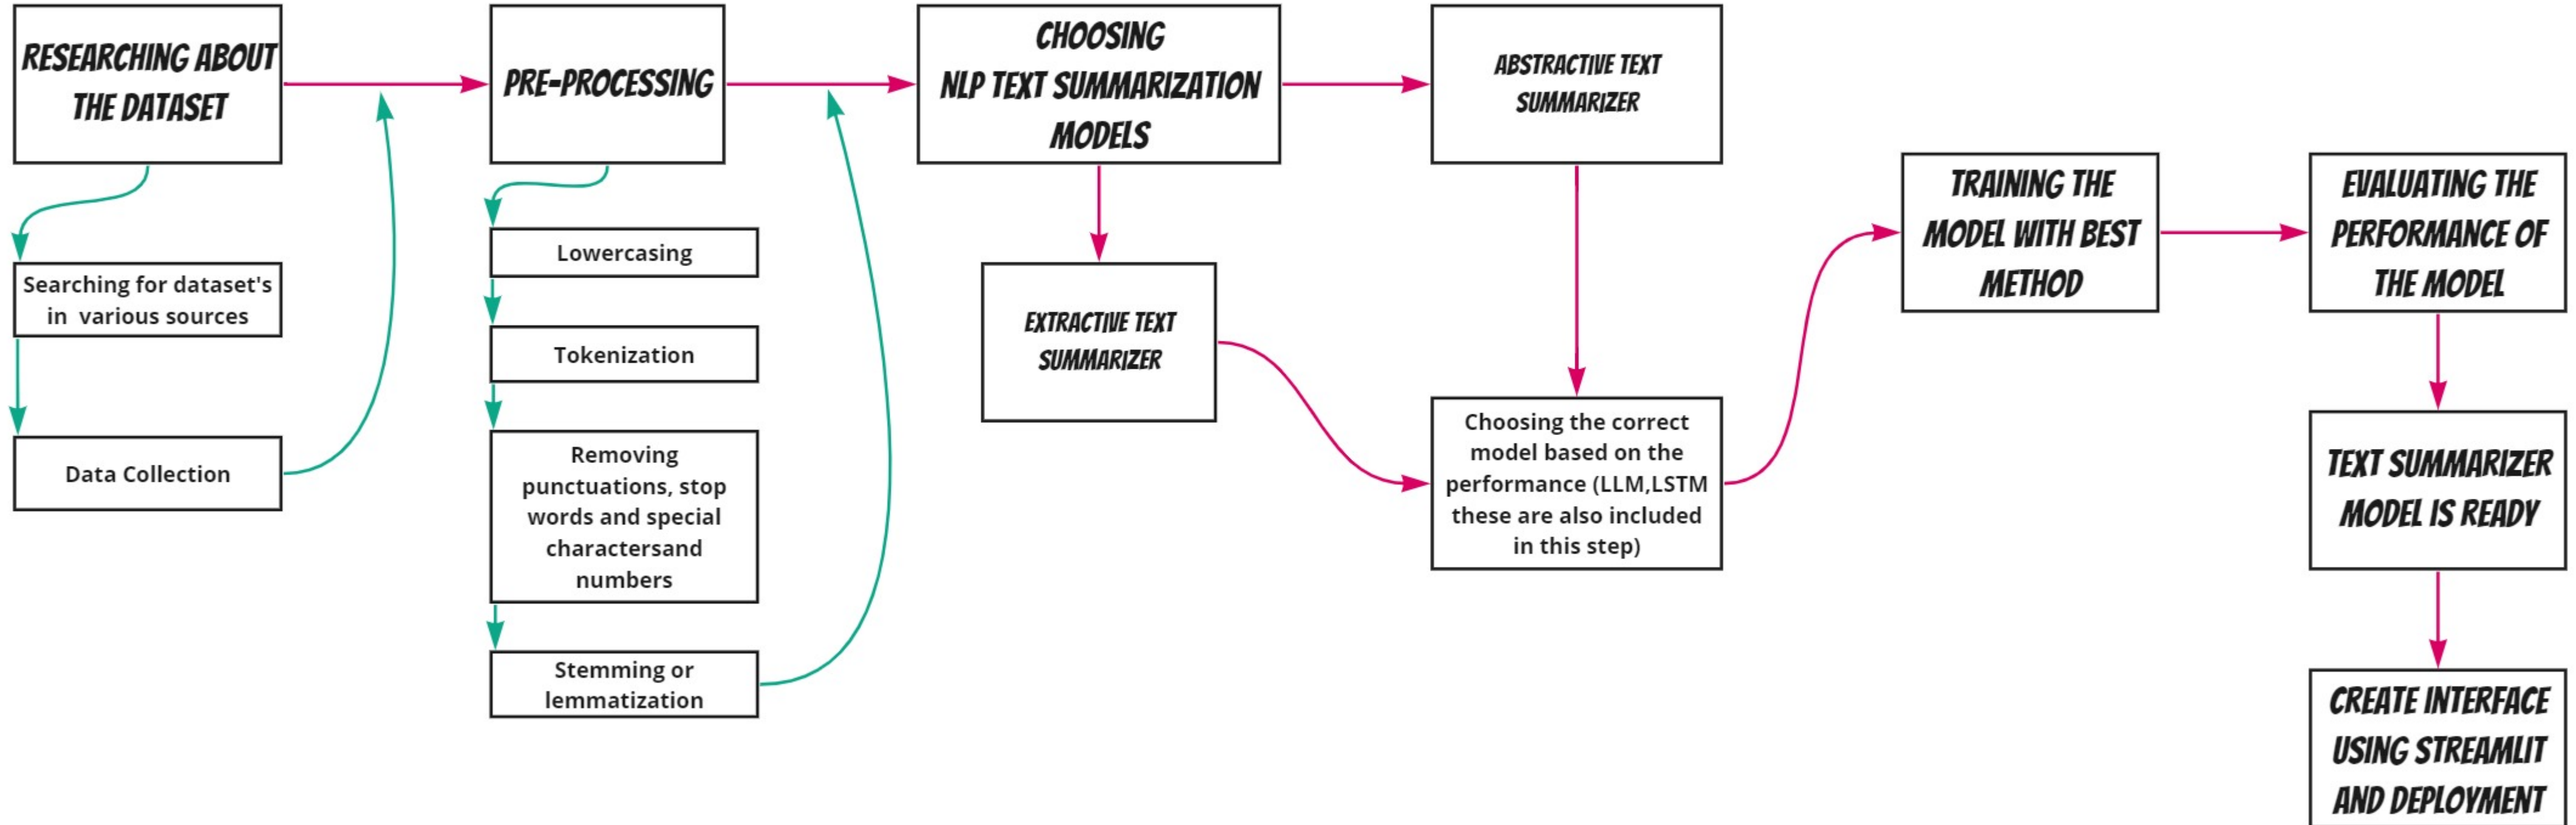 RESEARCHING ABOUT
THE DATASET
Searching for dataset's
in various sources
Data Collection
PRE-PROCESSING
Lowercasing
Tokenization
Removing
punctuations, stop
words and special
charactersand
numbers
Stemming or
lemmatization
CHOOSING
NLP TEXT SUMMARIZATION
MODELS
EXTRACTIVE TEXT
SUMMARIZER
ABSTRACTIVE TEXT
SUMMARIZER
Choosing the correct
model based on the
performance (LLM,LSTM
these are also included
in this step)
TRAINING THE
MODEL WITH BEST
METHOD
EVALUATING THE
PERFORMANCE OF
THE MODEL
TEXT SUMMARIZER
MODEL IS READY
CREATE INTERFACE
USING STREAMLIT
AND DEPLOYMENT